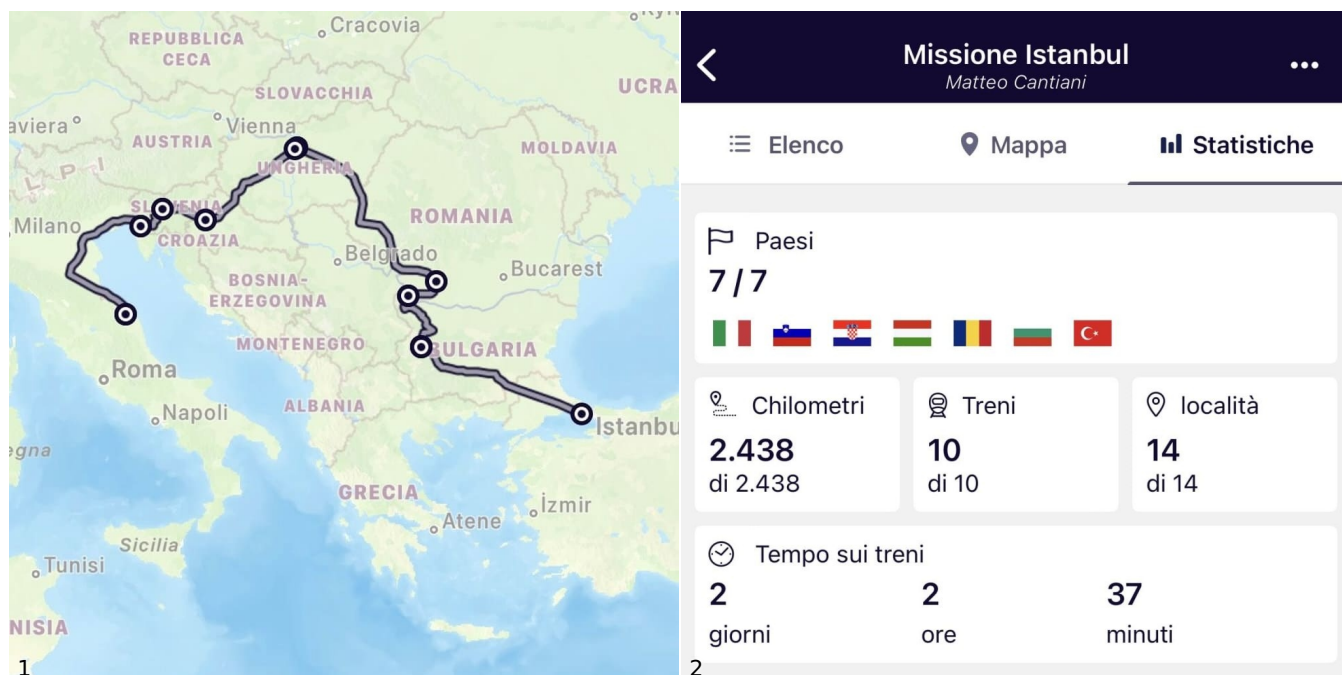 Cracovia
REPUBBLICA
CECA
UCRA
SLOVACCHIA
aviera
Vienna
AUSTRIA
MOLDAVIA
UNGHERIA
ALPI
SLOVENIA
ROMANIA
Milano
CROAZIA
Belgrado
Bucarest
BOSNIA-
ERZEGOVINA
MONTENEGRO
BULGARIA
Roma
ALBANIA
Napoli
Istanbu
egna
GRECIA
İzmir
Atene
Sicilia
Tunisi
NISIA
1
Missione Istanbul
Matteo Cantiani
Elenco
Mappa
Statistiche
Paesi
7 / 7
Chilometri
Treni
località
2.438
10
14
di 2.438
di 10
di 14
Tempo sui treni
2
2
37
giorni
ore
minuti
2